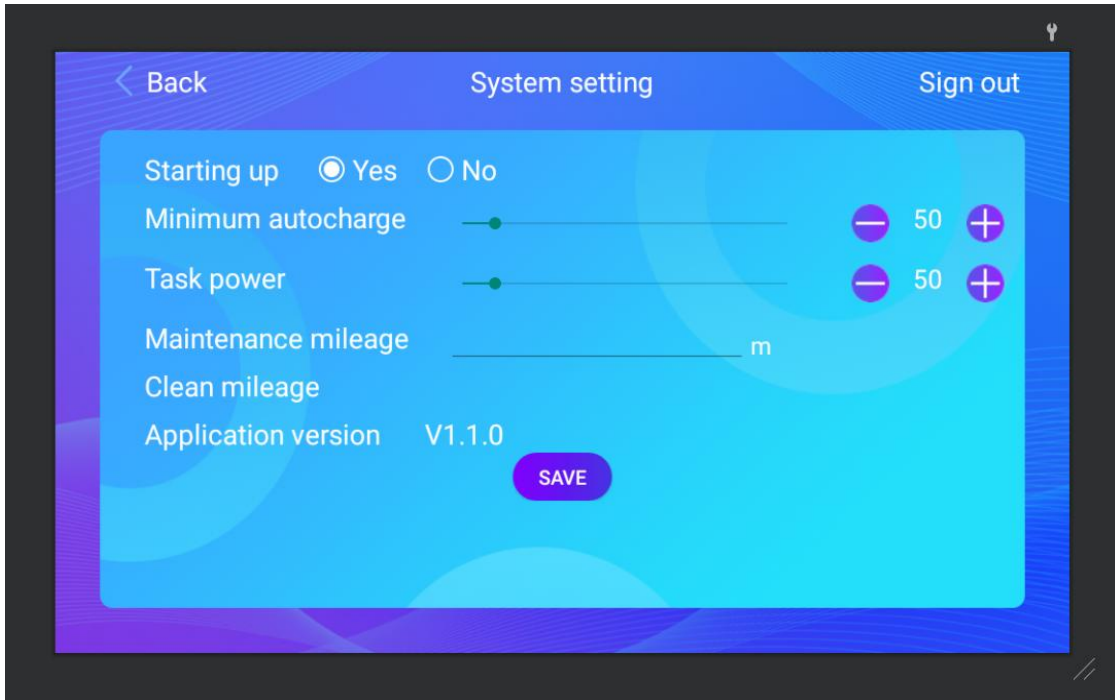 Back System setting Sign out
Starting up Yes No
Minimum autocharge 50
Task power 50
Maintenance mileage m
Clean mileage
Application version V1.1.0
SAVE